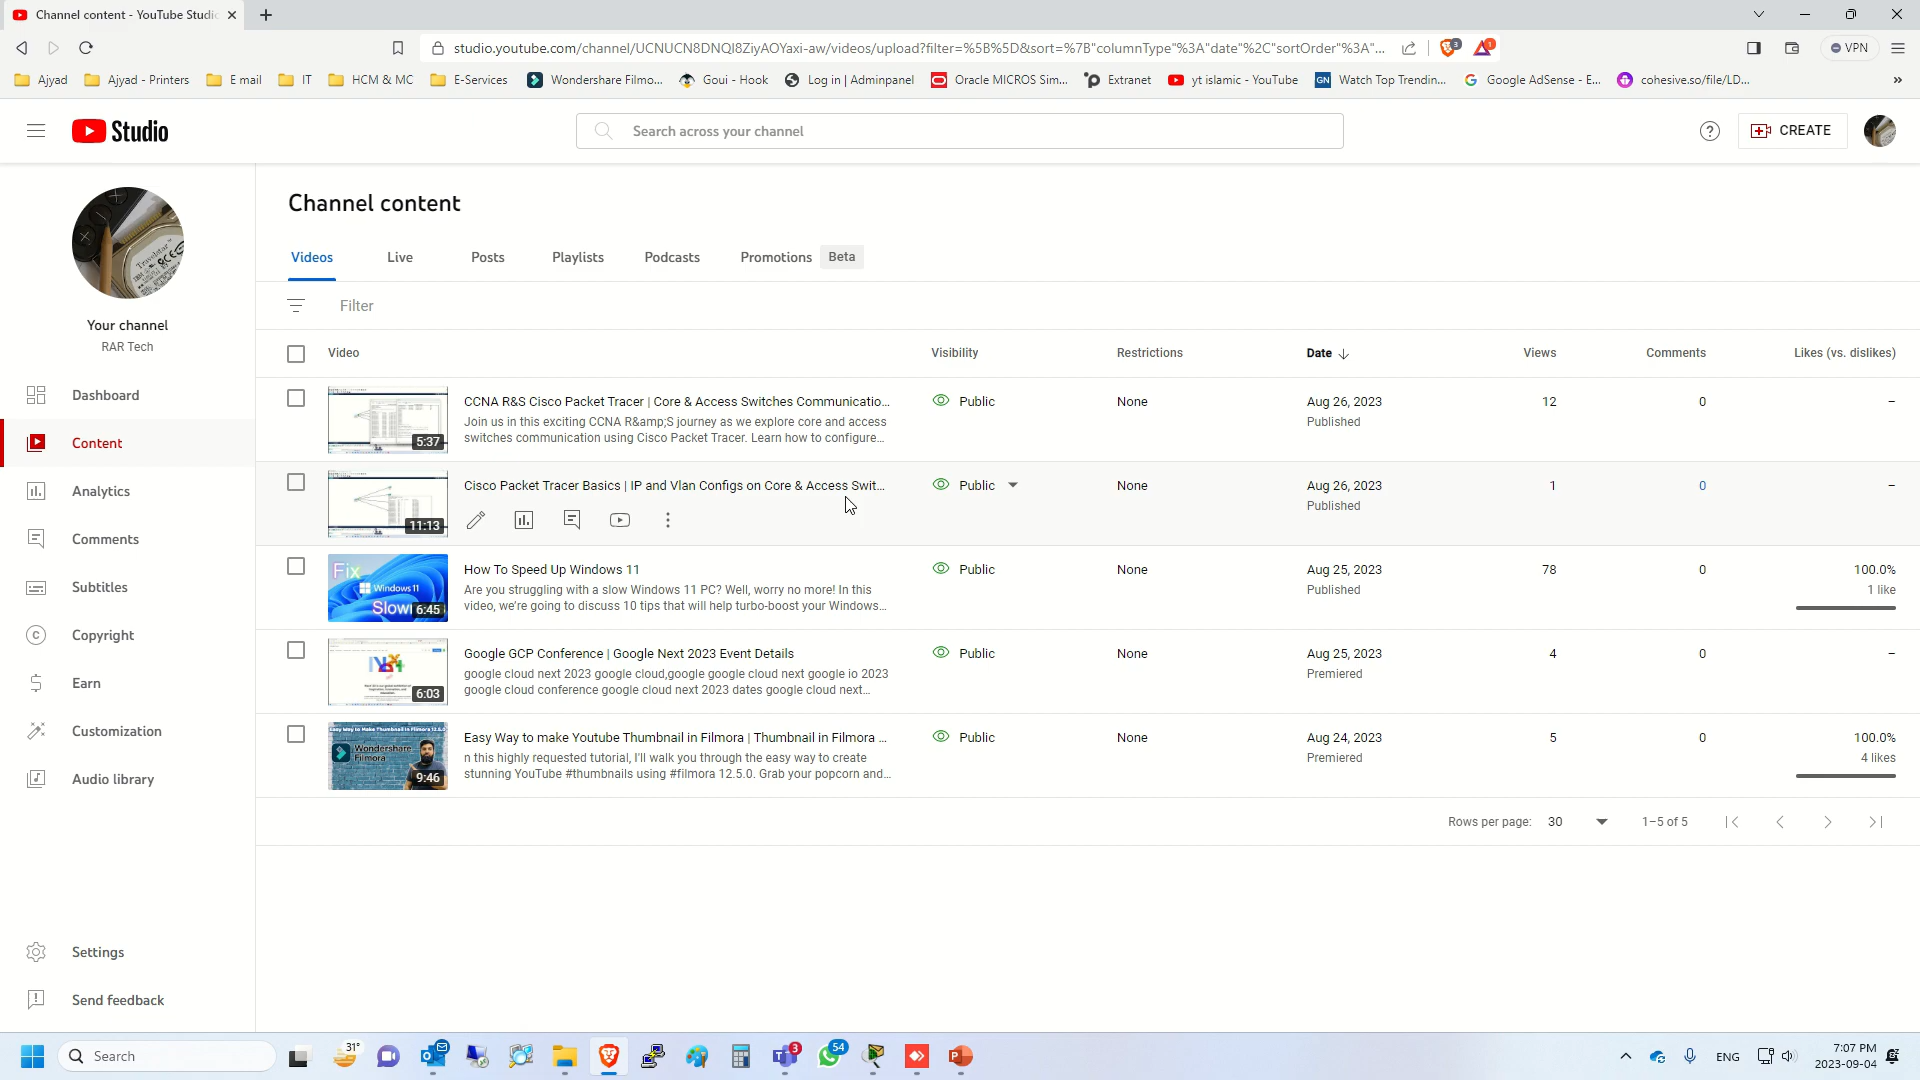 Channel content - YouTube Studio
studio.youtube.com/channel/UCNUCN8DNQI8ZiyAOYaxi-aw/videos/upload?filter=%5B%5D&sort=%7B"columnType"%3A"date"%2C"sortOrder"%3A"...
3
1
VPN
Ajyad
Ajyad - Printers
E mail
IT
HCM & MC
E-Services
Wondershare Filmo...
Goui - Hook
Log in | Adminpanel
Oracle MICROS Sim...
Extranet
yt islamic - YouTube
GN Watch Top Trendin...
Google AdSense - E...
cohesive.so/file/LD...
»
Studio
Search across your channel
CREATE
Your channel
RAR Tech
Dashboard
Content
Analytics
Comments
Subtitles
Copyright
Earn
Customization
Audio library
Settings
Send feedback
Channel content
Videos
Live
Posts
Playlists
Podcasts
Promotions Beta
Filter
Video Visibility Restrictions Date Views Comments Likes (vs. dislikes)
5:37
CCNA R&S Cisco Packet Tracer | Core & Access Switches Communicatio...
Join us in this exciting CCNA R&amp;S journey as we explore core and access
switches communication using Cisco Packet Tracer. Learn how to configure...
Public None Aug 26, 2023 12 0 –
Published
11:13
Cisco Packet Tracer Basics | IP and Vlan Configs on Core & Access Swit...
Public None Aug 26, 2023 1 0 –
Published
Fix
Windows 11
Slow
6:45
How To Speed Up Windows 11
Are you struggling with a slow Windows 11 PC? Well, worry no more! In this
video, we're going to discuss 10 tips that will help turbo-boost your Windows...
Public None Aug 25, 2023 78 0 100.0%
Published 1 like
6:03
Google GCP Conference | Google Next 2023 Event Details
google cloud next 2023 google cloud,google google cloud next google io 2023
google cloud conference google cloud next 2023 dates google cloud next...
Public None Aug 25, 2023 4 0 –
Premiered
Easy Way to Make Thumbnail in Filmora 12.5.0
Wondershare
Filmora
9:46
Easy Way to make Youtube Thumbnail in Filmora | Thumbnail in Filmora ...
n this highly requested tutorial, I'll walk you through the easy way to create
stunning YouTube #thumbnails using #filmora 12.5.0. Grab your popcorn and...
Public None Aug 24, 2023 5 0 100.0%
Premiered 4 likes
Rows per page: 30 1–5 of 5
Search
31°
3
54
ENG
7:07 PM
2023-09-04